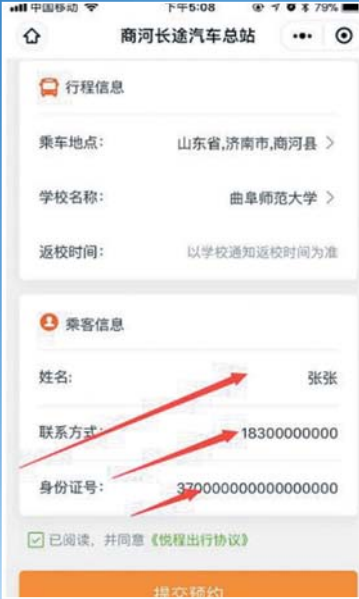 中国移动 下午5:08 79%
商河长途汽车总站
行程信息
乘车地点: 山东省,济南市,商河县 >
学校名称: 曲阜师范大学 >
返校时间: 以学校通知返校时间为准
乘客信息
姓名: 张张
联系方式: 18300000000
身份证号: 370000000000000000
已阅读, 并同意《悦程出行协议》
提交预约